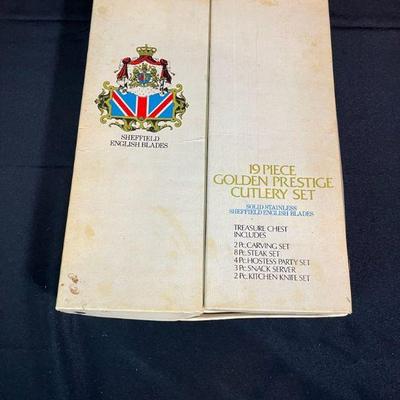 SHEFFIELD
ENGLISH BLADES
19 PIECE
GOLDEN PRESTIGE
CUTLERY SET
SOLID STAINLESS
SHEFFIELD ENGLISH BLADES
TREASURE CHEST
INCLUDES
2 Pc. CARVING SET
8 Pc. STEAK SET
4 Pc. HOSTESS PARTY SET
3 Pc. SNACK SERVER
2 Pc. KITCHEN KNIFE SET